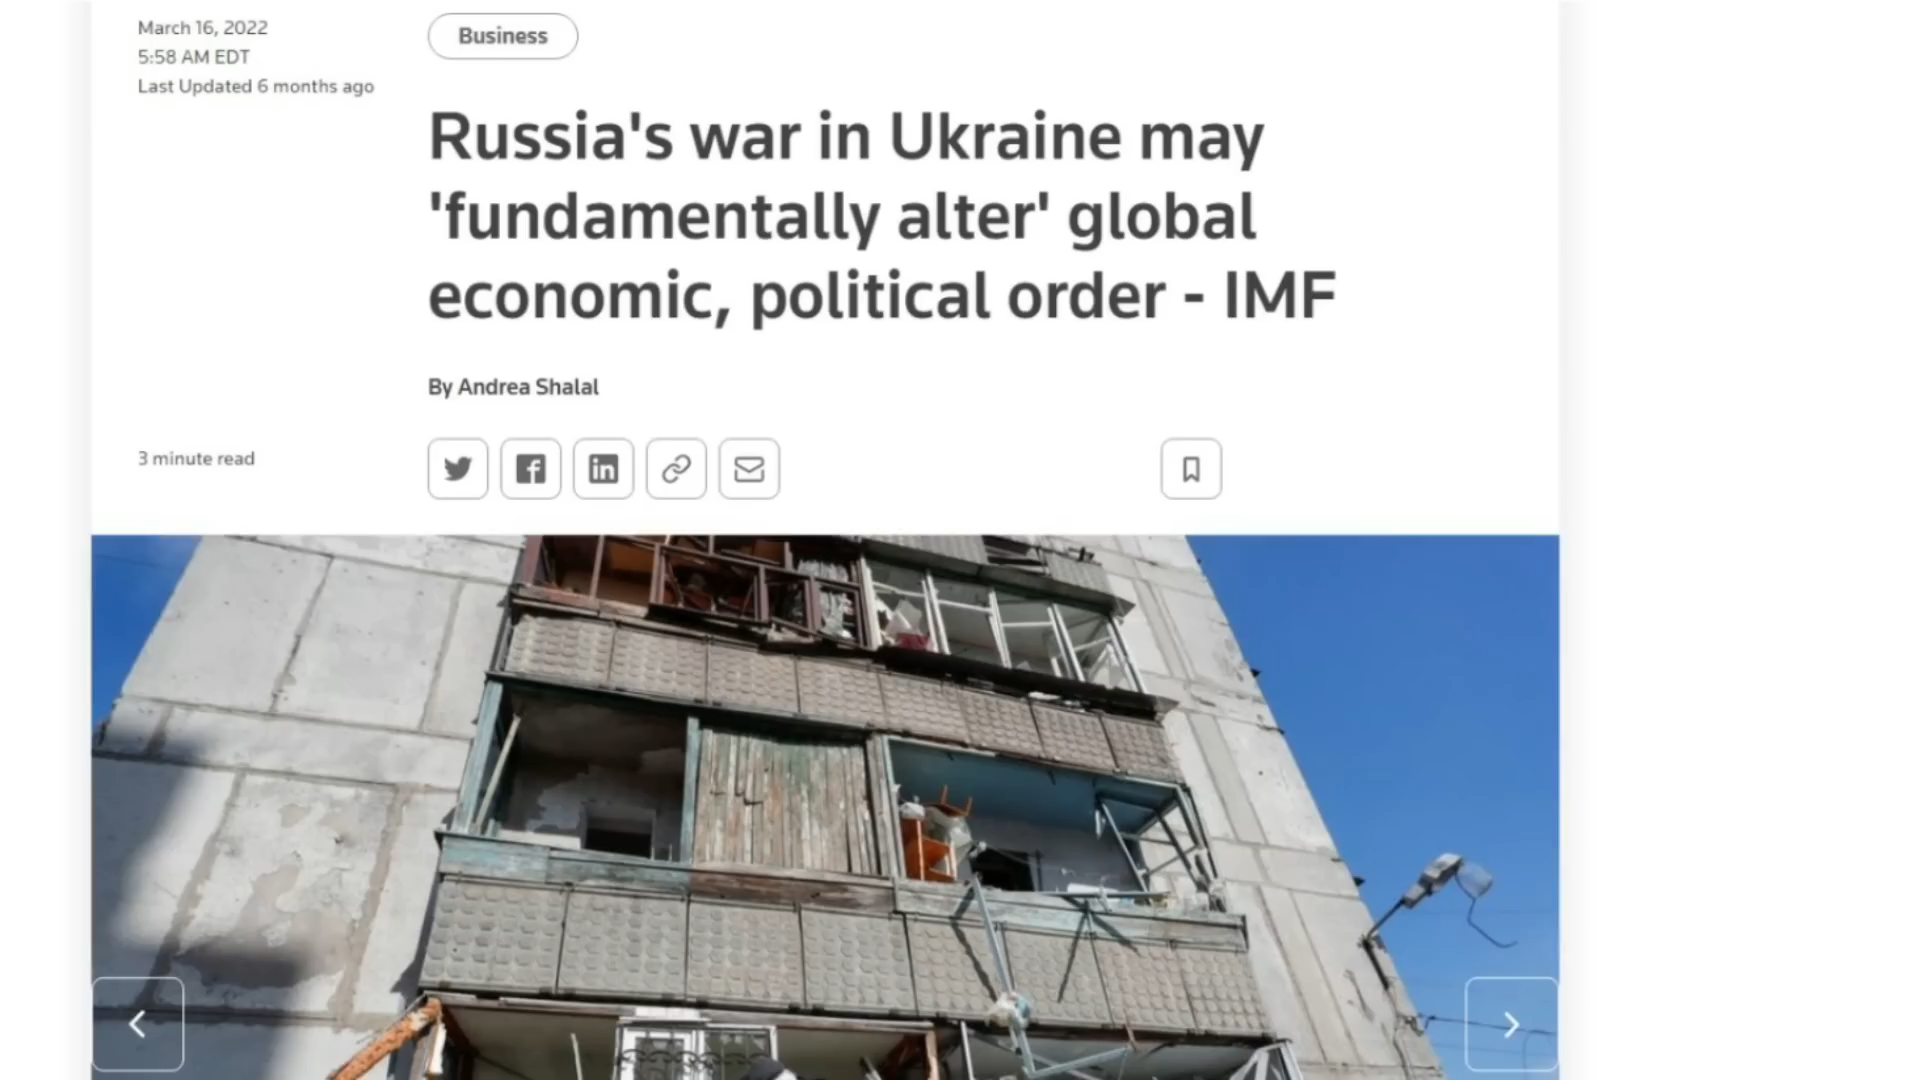 March 16, 2022
5:58 AM EDT
Last Updated 6 months ago
Business
Russia's war in Ukraine may
'fundamentally alter' global
economic, political order - IMF
By Andrea Shalal
3 minute read